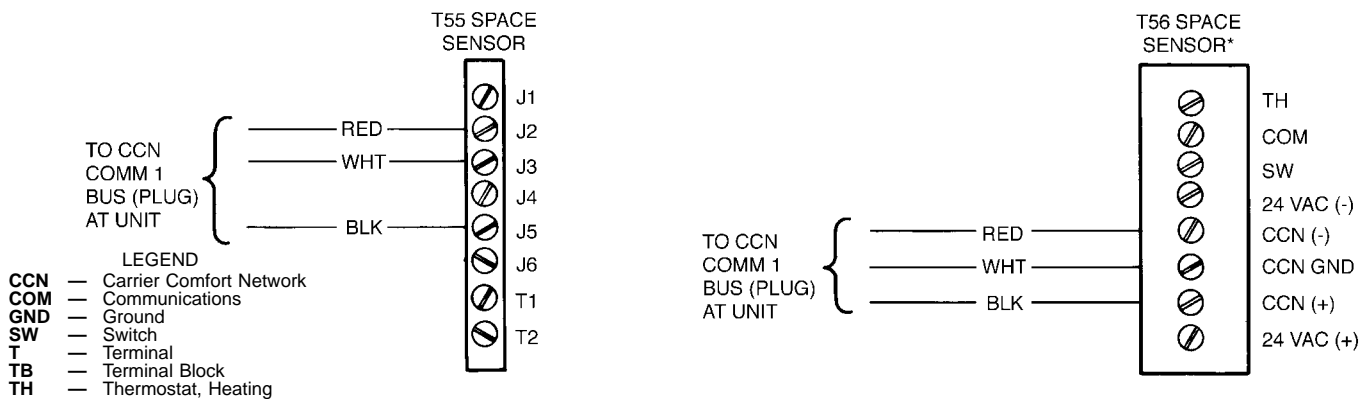 T55 SPACE
SENSOR
J1
J2
J3
J4
J5
J6
T1
T2
RED
WHT
BLK
TO CCN
COMM 1
BUS (PLUG)
AT UNIT
LEGEND
CCN — Carrier Comfort Network
COM — Communications
GND — Ground
SW — Switch
T — Terminal
TB — Terminal Block
TH — Thermostat, Heating
T56 SPACE
SENSOR*
TH
COM
SW
24 VAC (-)
CCN (-)
CCN GND
CCN (+)
24 VAC (+)
RED
WHT
BLK
TO CCN
COMM 1
BUS (PLUG)
AT UNIT